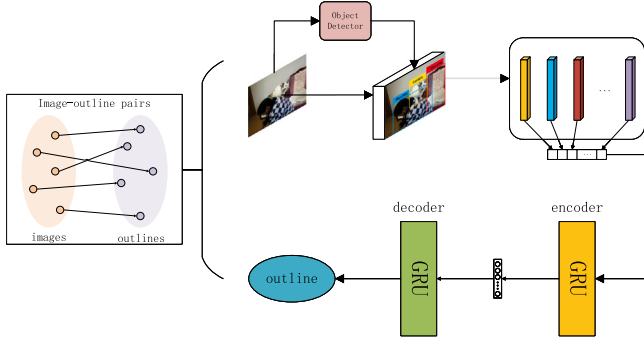 Object
Detector
Image-outline pairs
images
outlines
...
...
decoder
encoder
GRU
GRU
outline